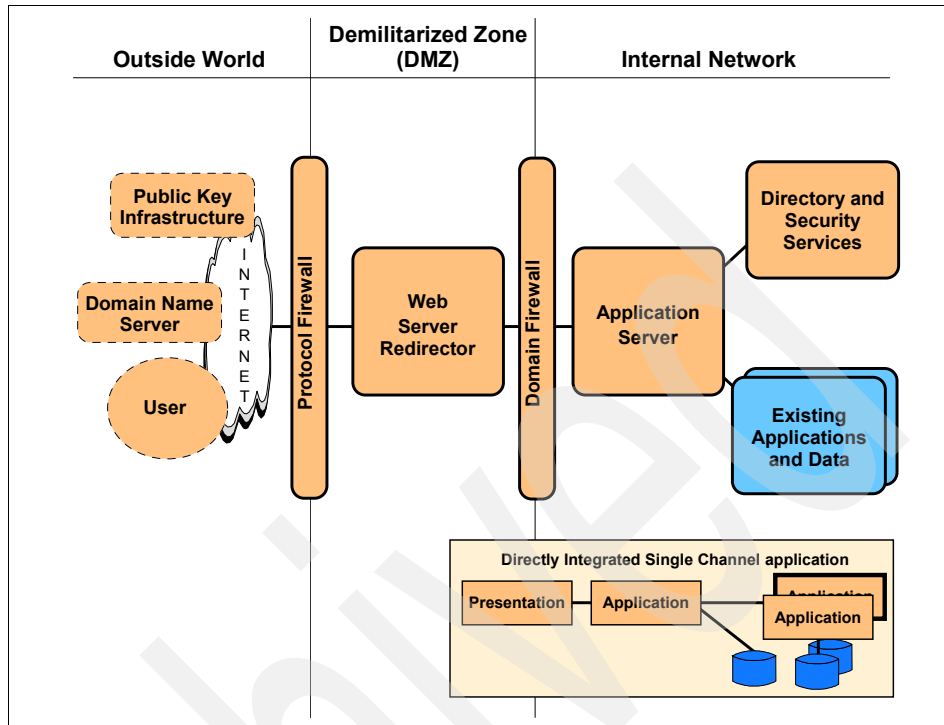 Outside World
Demilitarized Zone
(DMZ)
Internal Network
Public Key
Infrastructure
Domain Name
Server
User
INTERNET
Protocol Firewall
Web
Server
Redirector
Domain Firewall
Application
Server
Directory and
Security
Services
Existing
Applications
and Data
Directly Integrated Single Channel application
Presentation
Application
Application
Application